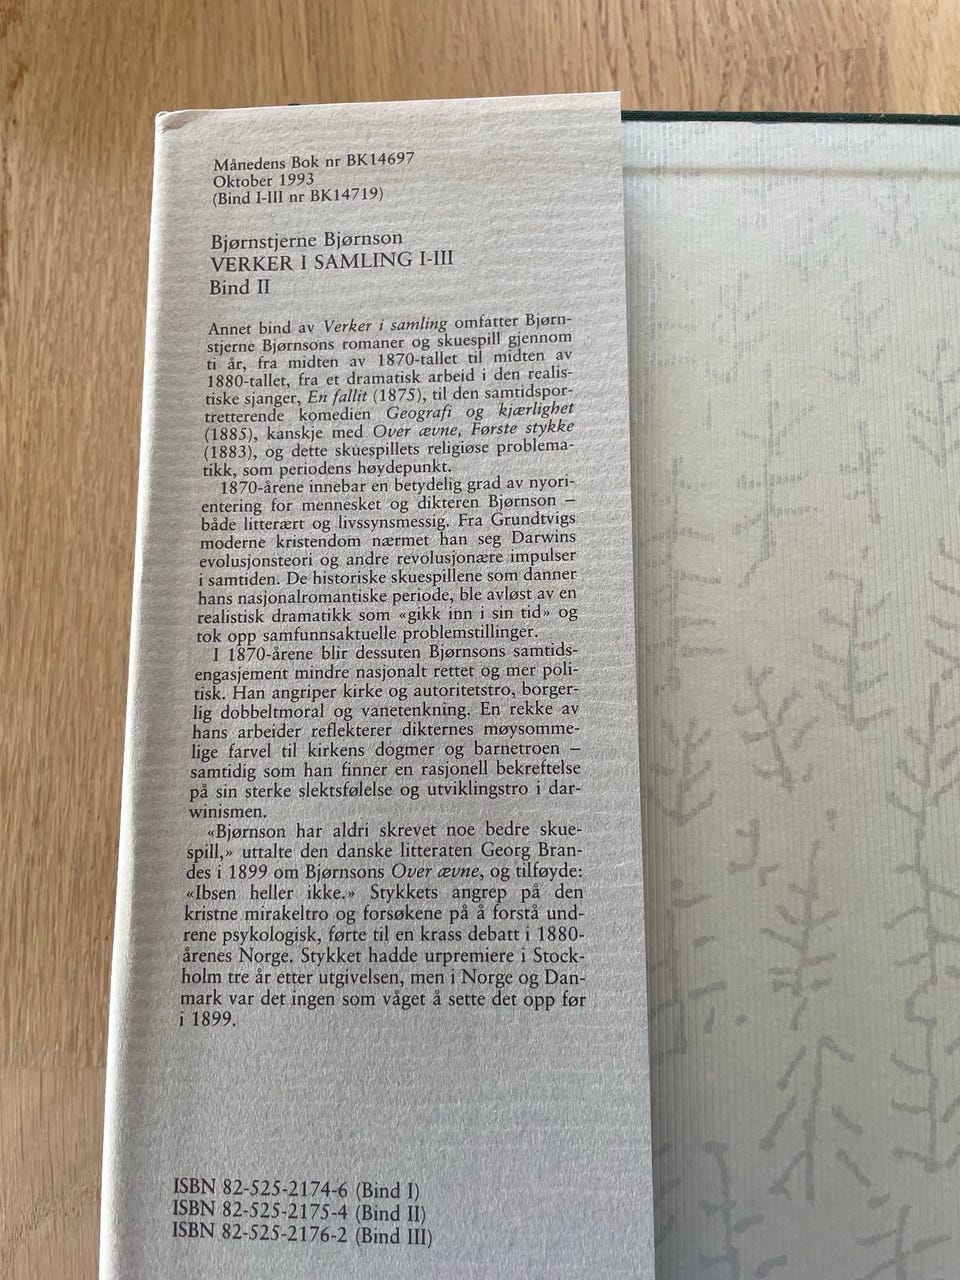 Månedens Bok nr BK14697
Oktober 1993
(Bind I-III nr BK14719)
Bjørnstjerne Bjørnson
VERKER I SAMLING I-III
Bind II
Annet bind av Verker i samling omfatter Bjørn-
stjerne Bjørnsons romaner og skuespill gjennom
ti år, fra midten av 1870-tallet til midten av
1880-tallet, fra et dramatisk arbeid i den realis-
tiske sjanger, En fallit (1875), til den samtidspor-
tretterende komedien Geografi og kjærlighet
(1885), kanskje med Over ævne, Første stykke
(1883), og dette skuespillets religiøse problema-
tikk, som periodens høydepunkt.
1870-årene innebar en betydelig grad av nyori-
entering for mennesket og dikteren Bjørnson –
både litterært og livssynsmessig. Fra Grundtvigs
moderne kristendom nærmet han seg Darwins
evolusjonsteori og andre revolusjonære impulser
i samtiden. De historiske skuespillene som danner
hans nasjonalromantiske periode, ble avløst av en
realistisk dramatikk som «gikk inn i sin tid» og
tok opp samfunnsaktuelle problemstillinger.
I 1870-årene blir dessuten Bjørnsons samtids-
engasjement mindre nasjonalt rettet og mer poli-
tisk. Han angriper kirke og autoritetstro, borger-
lig dobbeltmoral og vanetenkning. En rekke av
hans arbeider reflekterer dikternes møysomme-
lige farvel til kirkens dogmer og barnetroen –
samtidig som han finner en rasjonell bekreftelse
på sin sterke slektsfølelse og utviklingstro i dar-
winismen.
«Bjørnson har aldri skrevet noe bedre skue-
spill,» uttalte den danske litteraten Georg Bran-
des i 1899 om Bjørnsons Over ævne, og tilføyde:
«Ibsen heller ikke.» Stykkets angrep på den
kristne mirakeltro og forsøkene på å forstå und-
rene psykologisk, førte til en krass debatt i 1880-
årenes Norge. Stykket hadde urpremiere i Stock-
holm tre år etter utgivelsen, men i Norge og Dan-
mark var det ingen som våget å sette det opp før
i 1899.
ISBN 82-525-2174-6 (Bind I)
ISBN 82-525-2175-4 (Bind II)
ISBN 82-525-2176-2 (Bind III)